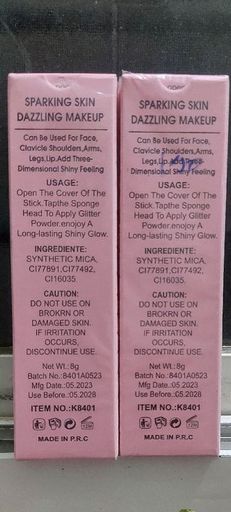 SPARKING SKIN
DAZZLING MAKEUP
Can Be Used For Face,
Clavicle Shoulders,Arms,
Legs,Lip.Add Three-
Dimensional Shiny Feeling
USAGE:
Open The Cover Of The
Stick.Tapthe Sponge
Head To Apply Glitter
Powder.enojoy A
Long-lasting Shiny Glow.
INGREDIENTE:
SYNTHETIC MICA,
CI77891,CI77492,
CI16035.
CAUTION:
DO NOT USE ON
BROKRN OR
DAMAGED SKIN.
IF IRRITATION
OCCURS,
DISCONTINUE USE.
Net Wt.: 8g
Batch No.:8401A0523
Mfg Date.:05.2023
Use Before.:05.2028
ITEM NO.:K8401
MADE IN P.R.C
SPARKING SKIN
DAZZLING MAKEUP
Can Be Used For Face,
Clavicle Shoulders,Arms,
Legs,Lip.Add Three-
Dimensional Shiny Feeling
USAGE:
Open The Cover Of The
Stick.Tapthe Sponge
Head To Apply Glitter
Powder.enojoy A
Long-lasting Shiny Glow.
INGREDIENTE:
SYNTHETIC MICA,
CI77891,CI77492,
CI16035.
CAUTION:
DO NOT USE ON
BROKRN OR
DAMAGED SKIN.
IF IRRITATION
OCCURS,
DISCONTINUE USE.
Net Wt.: 8g
Batch No.:8401A0523
Mfg Date.:05.2023
Use Before.:05.2028
ITEM NO.:K8401
MADE IN P.R.C